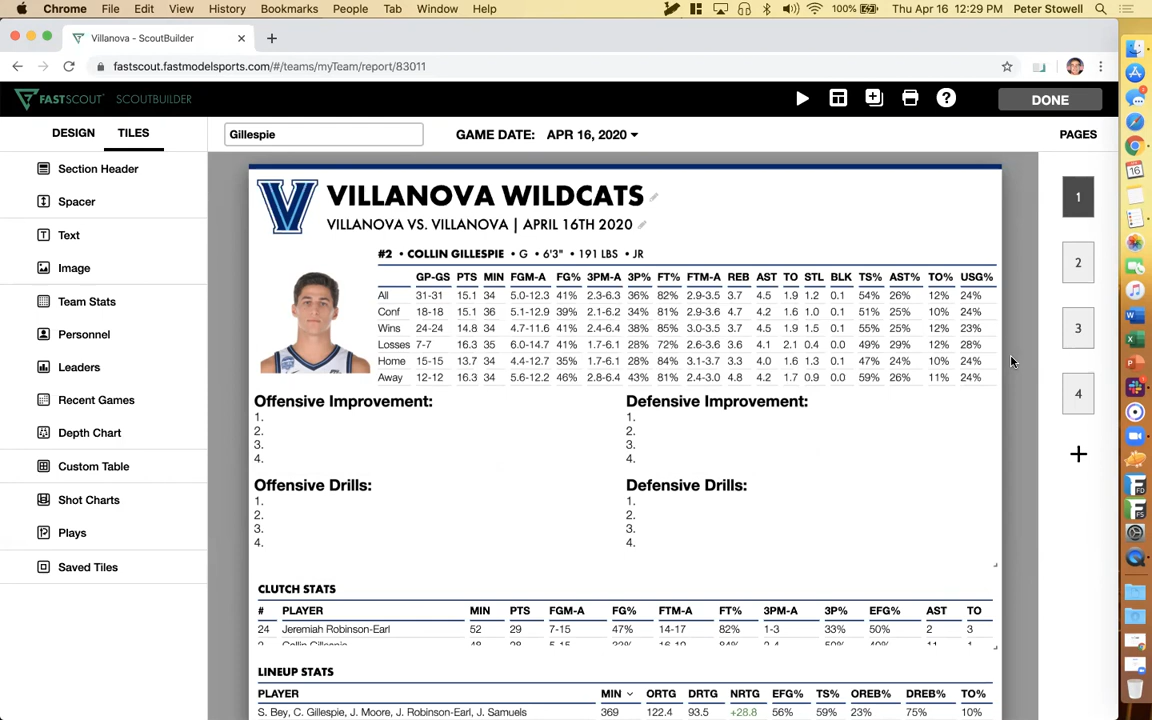 Chrome File Edit View History Bookmarks People Tab Window Help 100% Thu Apr 16 12:29 PM Peter Stowell
Villanova - ScoutBuilder
fastscout.fastmodelsports.com/#/teams/myTeam/report/83011
FASTSCOUT SCOUTBUILDER DONE
DESIGN TILES Gillespie GAME DATE: APR 16, 2020 PAGES
Section Header
Spacer
Text
Image
Team Stats
Personnel
Leaders
Recent Games
Depth Chart
Custom Table
Shot Charts
Plays
Saved Tiles
VILLANOVA WILDCATS
VILLANOVA VS. VILLANOVA | APRIL 16TH 2020
#2 • COLLIN GILLESPIE • G • 6'3" • 191 LBS • JR
GP-GS PTS MIN FGM-A FG% 3PM-A 3P% FT% FTM-A REB AST TO STL BLK TS% AST% TO% USG%
All 31-31 15.1 34 5.0-12.3 41% 2.3-6.3 36% 82% 2.9-3.5 3.7 4.5 1.9 1.2 0.1 54% 26% 12% 24%
Conf 18-18 15.1 36 5.1-12.9 39% 2.1-6.2 34% 81% 2.9-3.6 4.7 4.2 1.6 1.0 0.1 51% 25% 10% 24%
Wins 24-24 14.8 34 4.7-11.6 41% 2.4-6.4 38% 85% 3.0-3.5 3.7 4.5 1.9 1.5 0.1 55% 25% 12% 23%
Losses 7-7 16.3 35 6.0-14.7 41% 1.7-6.1 28% 72% 2.6-3.6 3.6 4.1 2.1 0.4 0.0 49% 29% 12% 28%
Home 15-15 13.7 34 4.4-12.7 35% 1.7-6.1 28% 84% 3.1-3.7 3.3 4.0 1.6 1.3 0.1 47% 24% 10% 24%
Away 12-12 16.3 34 5.6-12.2 46% 2.8-6.4 43% 81% 2.4-3.0 4.8 4.2 1.7 0.9 0.0 59% 26% 11% 24%
Offensive Improvement: Defensive Improvement:
1. 1.
2. 2.
3. 3.
4. 4.
Offensive Drills: Defensive Drills:
1. 1.
2. 2.
3. 3.
4. 4.
CLUTCH STATS
# PLAYER MIN PTS FGM-A FG% FTM-A FT% 3PM-A 3P% EFG% AST TO
24 Jeremiah Robinson-Earl 52 29 7-15 47% 14-17 82% 1-3 33% 50% 2 3
2 Collin Gillespie
LINEUP STATS
PLAYER MIN ORTG DRTG NRTG EFG% TS% OREB% DREB% TO%
S. Bey, C. Gillespie, J. Moore, J. Robinson-Earl, J. Samuels 369 122.4 93.5 +28.8 56% 59% 23% 75% 10%
1
2
3
4